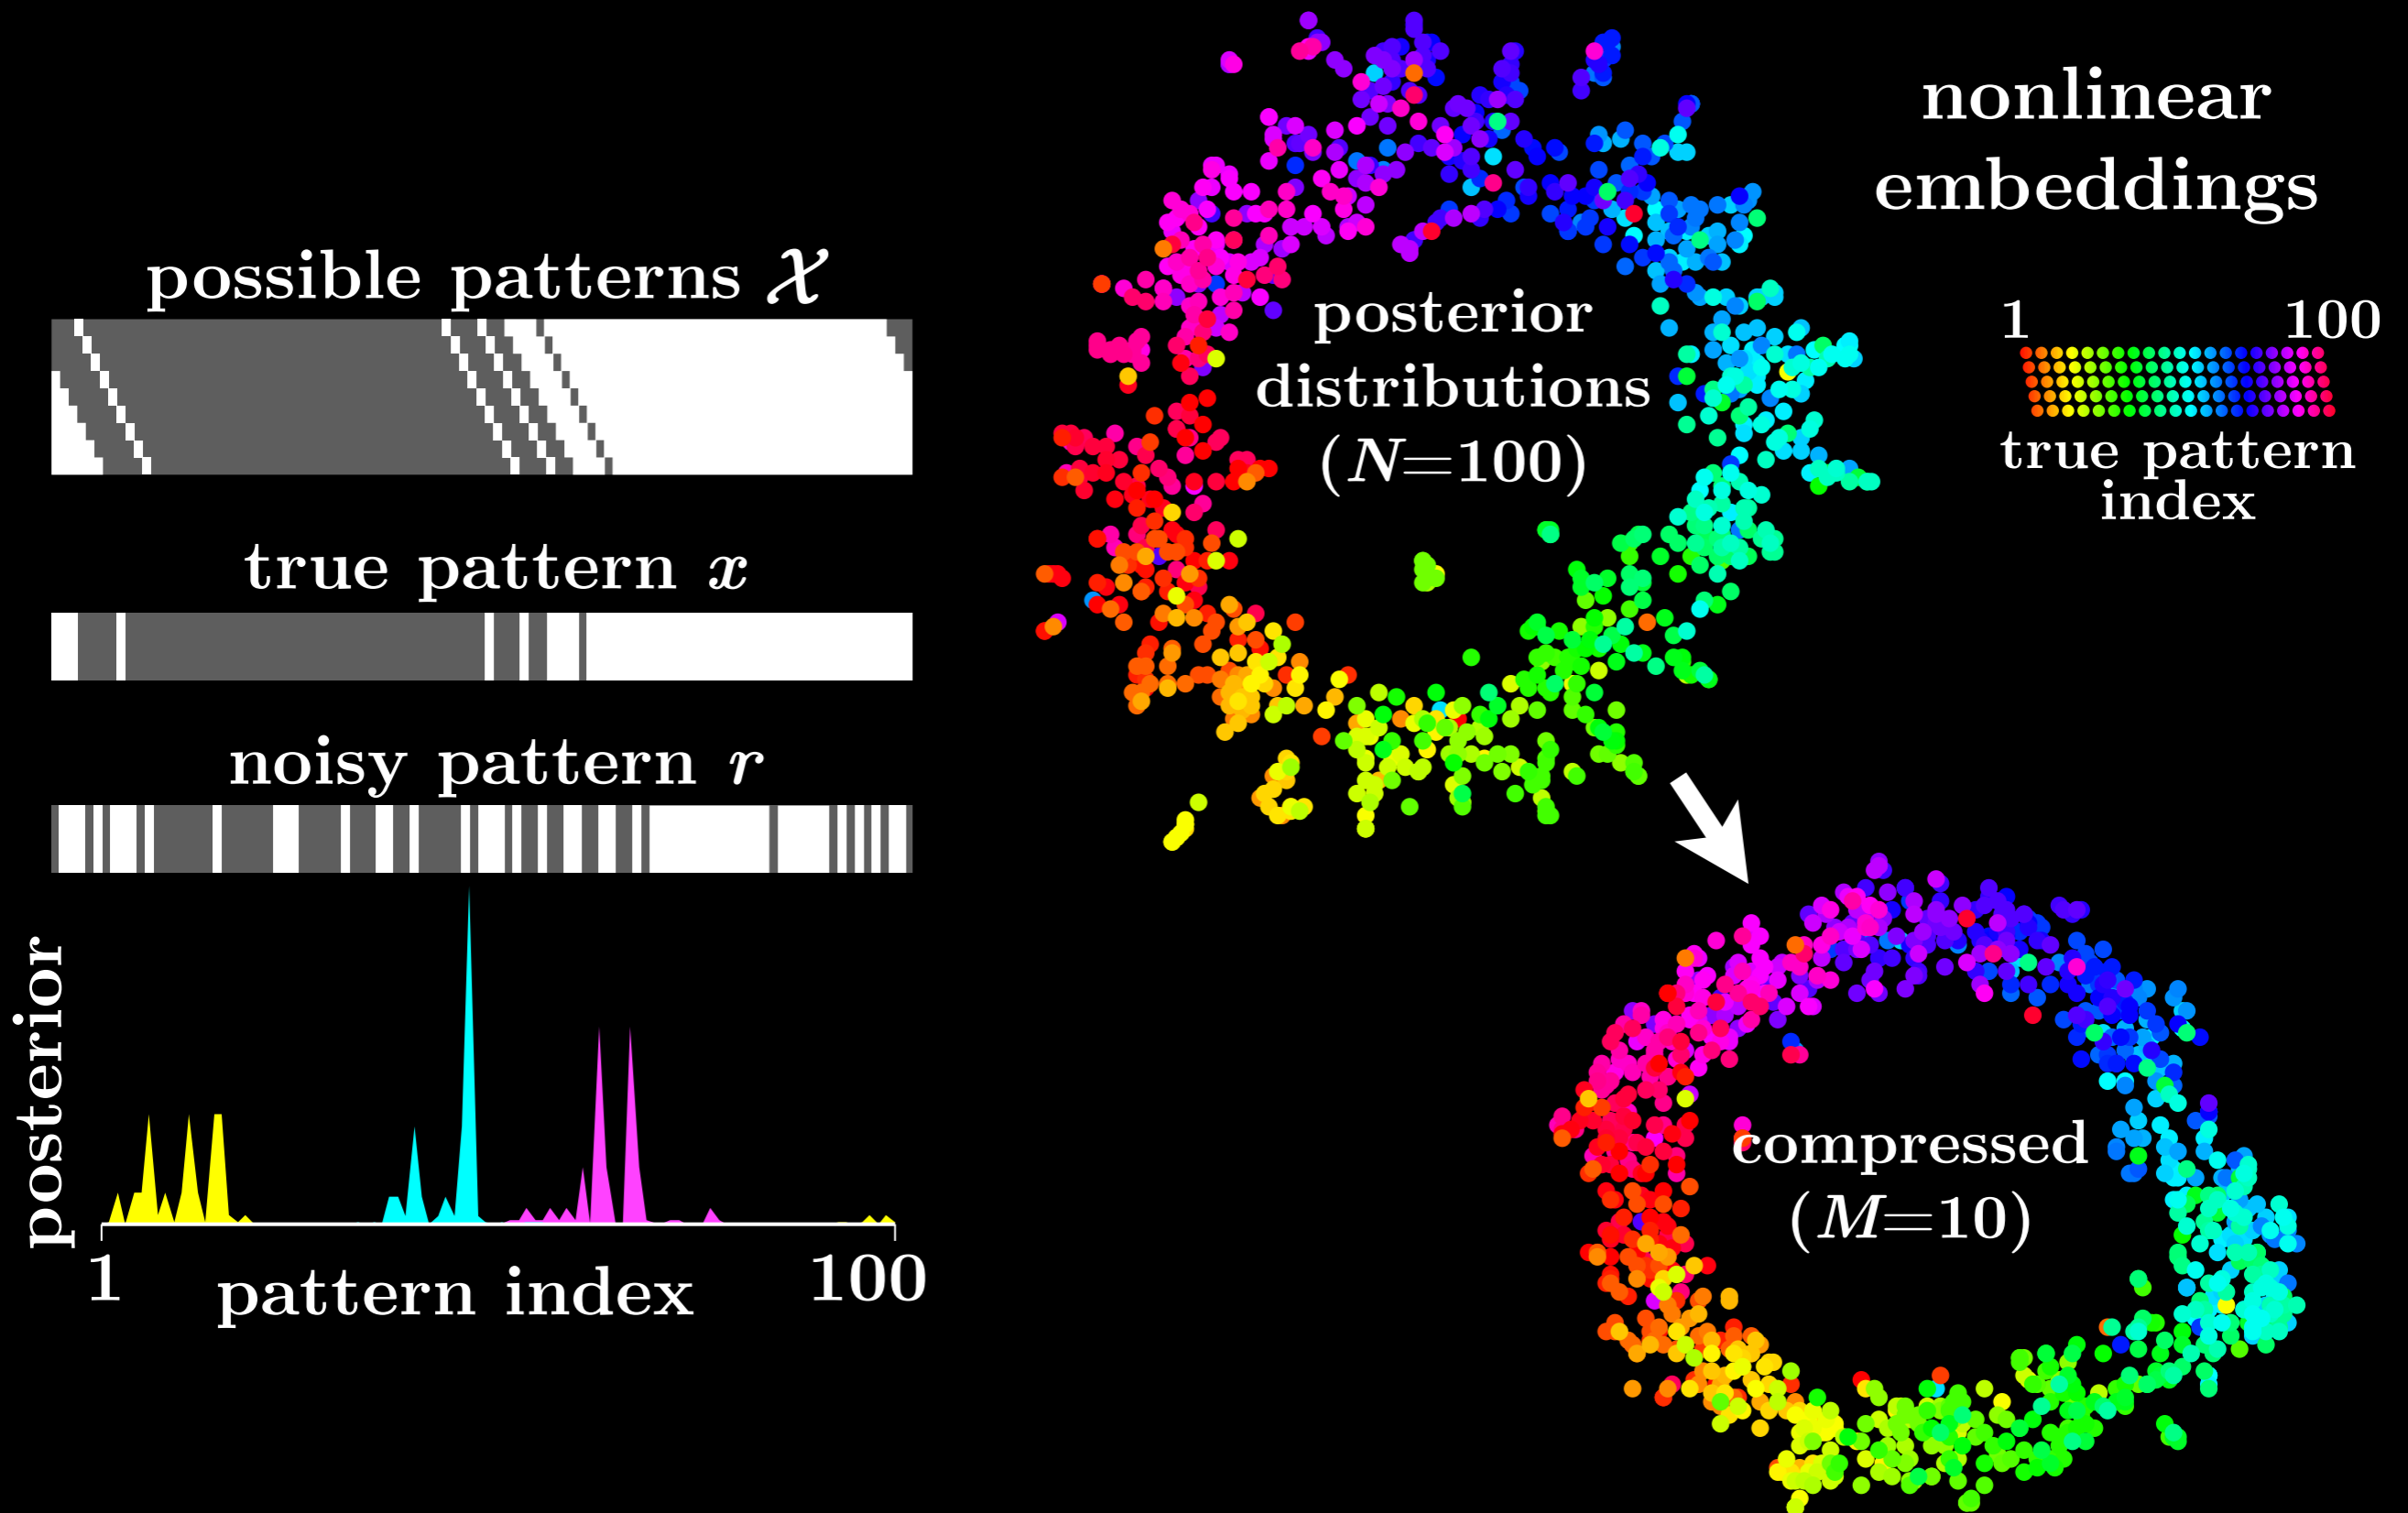 possible patterns 𝒳
true pattern x
noisy pattern r
posterior
1
100
pattern index
nonlinear
embeddings
posterior
distributions
(N=100)
1
100
true pattern
index
compressed
(M=10)